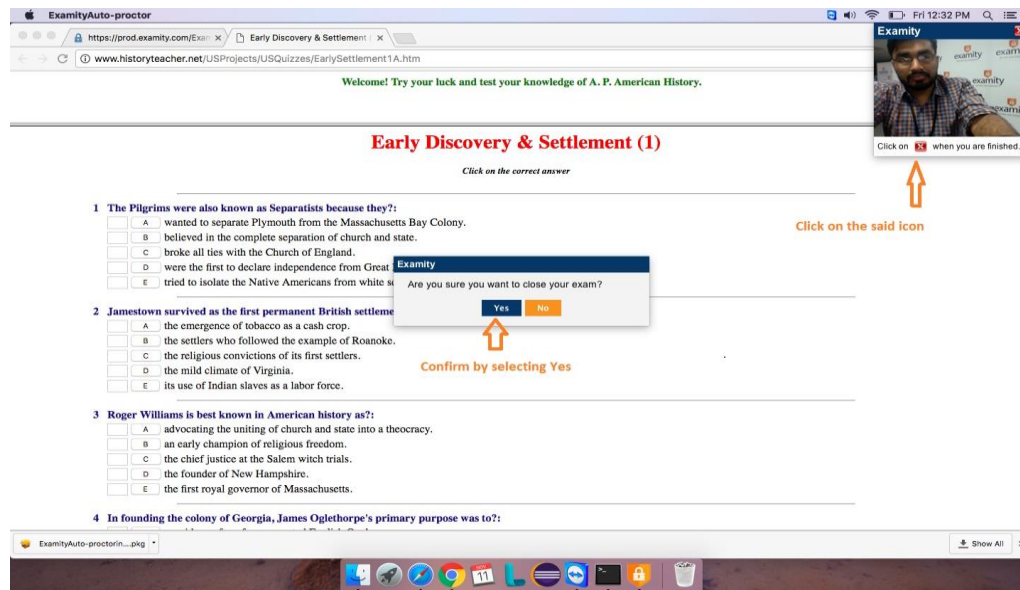 ExamityAuto-proctor
Fri 12:32 PM
https://prod.examity.com/Exan
Early Discovery & Settlement (
www.historyteacher.net/USProjects/USQuizzes/EarlySettlement1A.htm
Examity
examity
exam
examity
exami
Click on X when you are finished.
Click on the said icon
Welcome! Try your luck and test your knowledge of A. P. American History.
Early Discovery & Settlement (1)
Click on the correct answer
1 The Pilgrims were also known as Separatists because they?:
A wanted to separate Plymouth from the Massachusetts Bay Colony.
B believed in the complete separation of church and state.
C broke all ties with the Church of England.
D were the first to declare independence from Great
E tried to isolate the Native Americans from white s
Examity
Are you sure you want to close your exam?
Yes No
Confirm by selecting Yes
2 Jamestown survived as the first permanent British settleme
A the emergence of tobacco as a cash crop.
B the settlers who followed the example of Roanoke.
C the religious convictions of its first settlers.
D the mild climate of Virginia.
E its use of Indian slaves as a labor force.
3 Roger Williams is best known in American history as?:
A advocating the uniting of church and state into a theocracy.
B an early champion of religious freedom.
C the chief justice at the Salem witch trials.
D the founder of New Hampshire.
E the first royal governor of Massachusetts.
4 In founding the colony of Georgia, James Oglethorpe's primary purpose was to?:
ExamityAuto-proctorin....pkg
Show All
NOV
11